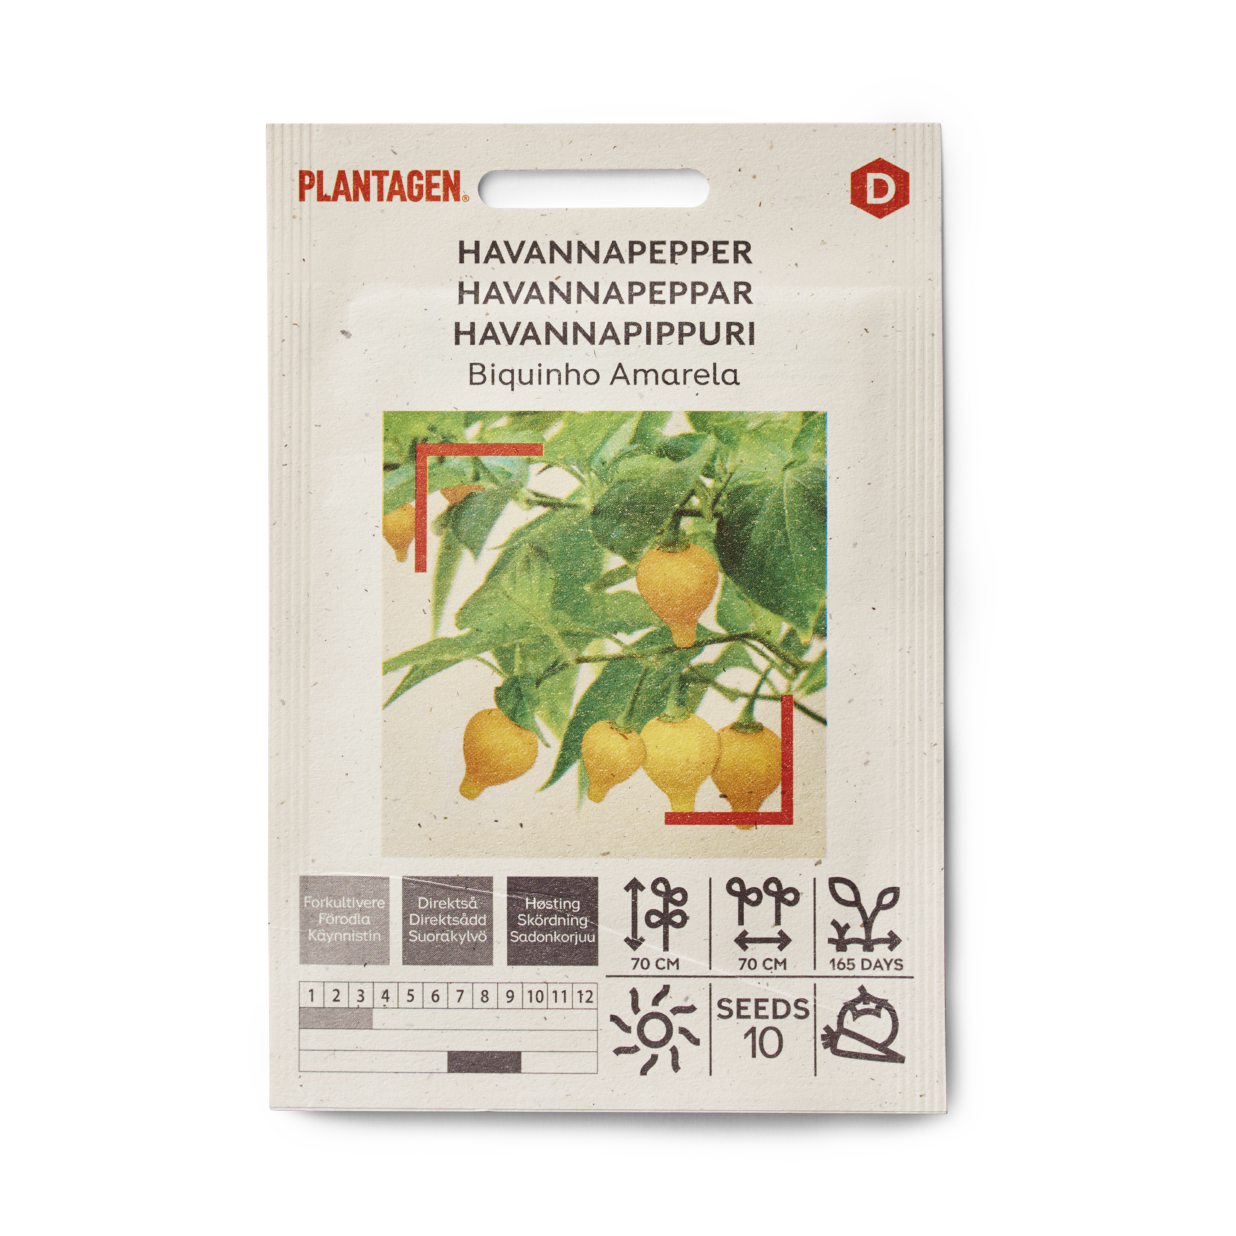 PLANTAGEN®
D
HAVANNAPEPPER
HAVANNAPEPPAR
HAVANNAPIPPURI
Biquinho Amarela
Forkultivere
Förodla
Käynnistin
Direktså
Direktsådd
Suorakylvö
Høsting
Skördning
Sadonkorjuu
70 CM
70 CM
165 DAYS
1 2 3 4 5 6 7 8 9 10 11 12
SEEDS
10